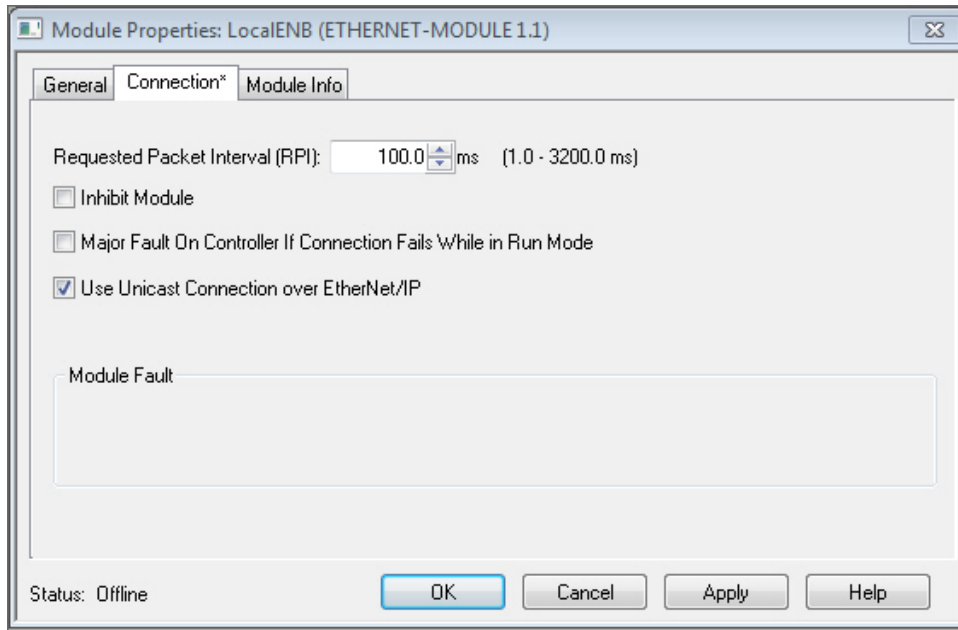 Module Properties: LocalENB (ETHERNET-MODULE 1.1)
General Connection* Module Info
Requested Packet Interval (RPI): 100.0 ms (1.0 - 3200.0 ms)
Inhibit Module
Major Fault On Controller If Connection Fails While in Run Mode
Use Unicast Connection over EtherNet/IP
Module Fault
Status: Offline OK Cancel Apply Help